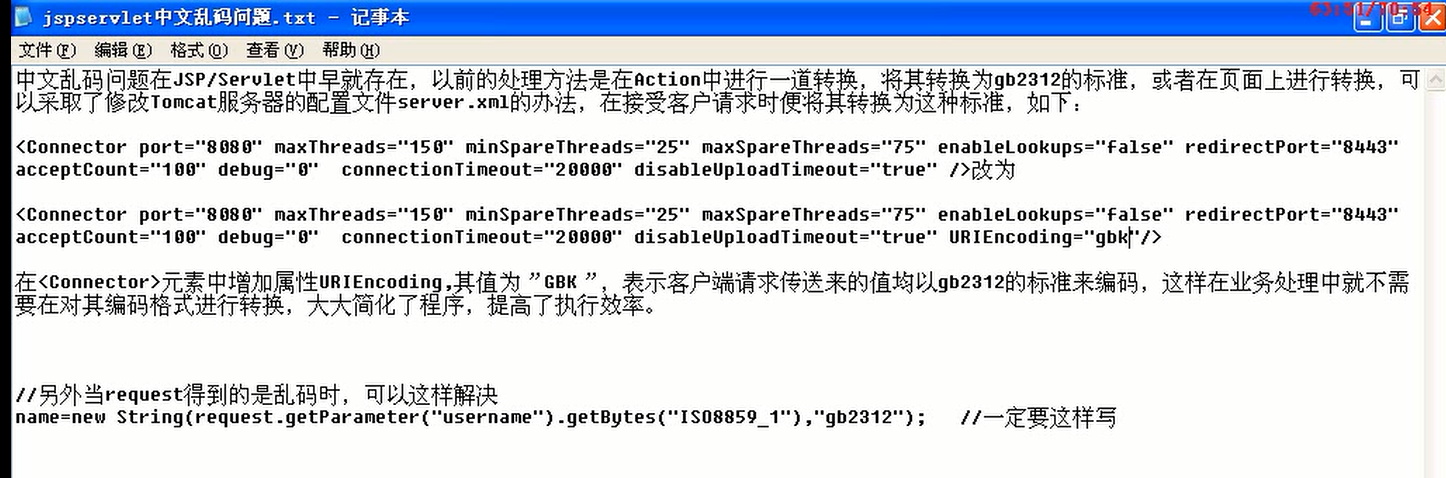 jspservlet中文乱码问题.txt - 记事本
文件(F) 编辑(E) 格式(O) 查看(V) 帮助(H)
中文乱码问题在JSP/Servlet中早就存在，以前的处理方法是在Action中进行一道转换，将其转换为gb2312的标准，或者在页面上进行转换，可
以采取了修改Tomcat服务器的配置文件server.xml的办法，在接受客户请求时便将其转换为这种标准，如下：
<Connector port="8080" maxThreads="150" minSpareThreads="25" maxSpareThreads="75" enableLookups="false" redirectPort="8443"
acceptCount="100" debug="0"  connectionTimeout="20000" disableUploadTimeout="true" />改为
<Connector port="8080" maxThreads="150" minSpareThreads="25" maxSpareThreads="75" enableLookups="false" redirectPort="8443"
acceptCount="100" debug="0"  connectionTimeout="20000" disableUploadTimeout="true" URIEncoding="gbk"/>
在<Connector>元素中增加属性URIEncoding,其值为 ”GBK ”，表示客户端请求传送来的值均以gb2312的标准来编码，这样在业务处理中就不需
要在对其编码格式进行转换，大大简化了程序，提高了执行效率。
//另外当request得到的是乱码时，可以这样解决
name=new String(request.getParameter("username").getBytes("ISO8859_1"),"gb2312");   //一定要这样写